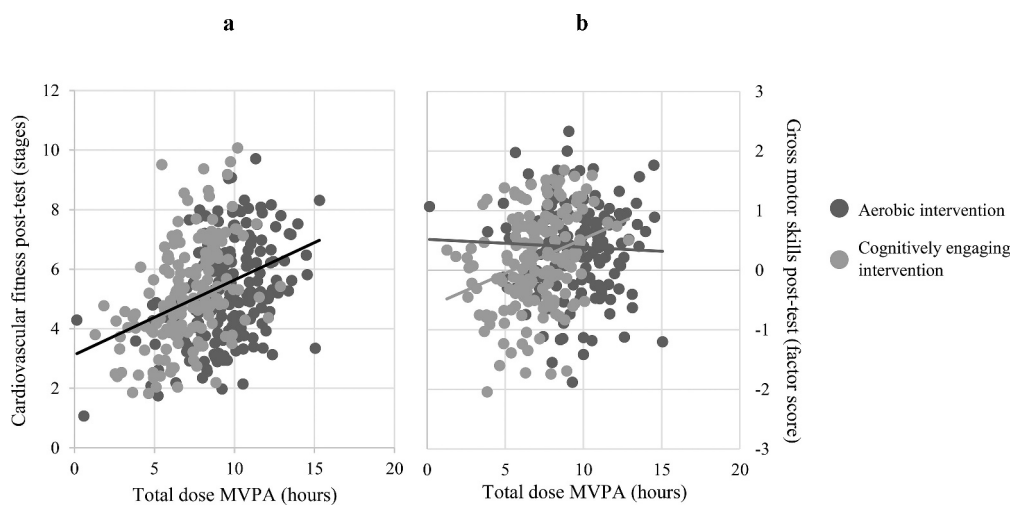 a
b
12
10
8
6
4
2
0
Cardiovascular fitness post-test (stages)
0 5 10 15 20
Total dose MVPA (hours)
3
2
1
0
-1
-2
-3
Gross motor skills post-test (factor score)
0 5 10 15 20
Total dose MVPA (hours)
Aerobic intervention
Cognitively engaging
intervention